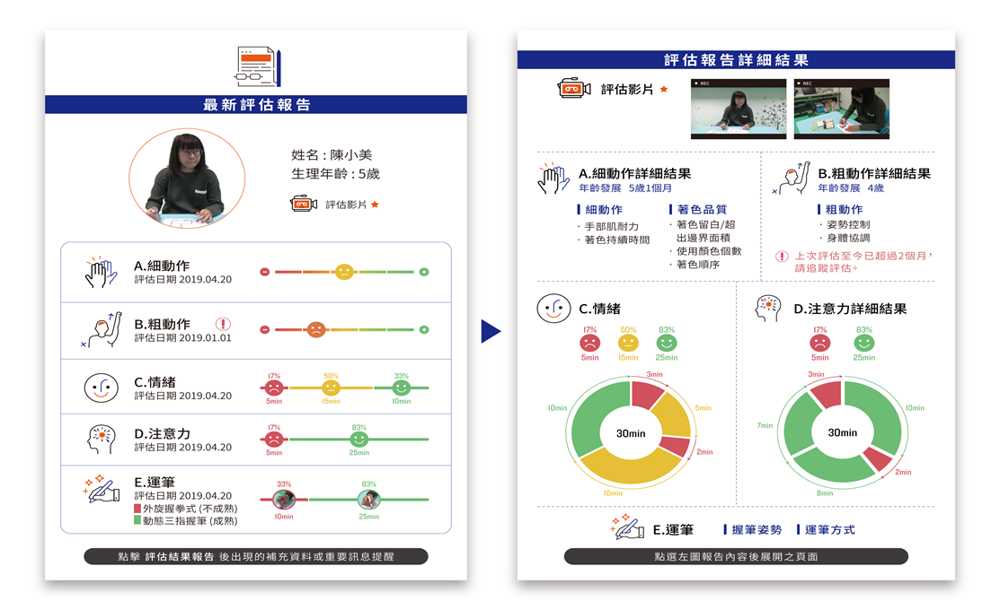 最新評估報告
姓名 : 陳小美
生理年齡 : 5歲
評估影片
A.細動作
評估日期 2019.04.20
B.粗動作
評估日期 2019.01.01
C.情緒
評估日期 2019.04.20
17%
50%
33%
5min
15min
10min
D.注意力
評估日期 2019.04.20
17%
83%
5min
25min
E.運筆
評估日期 2019.04.20
外旋握拳式 (不成熟)
動態三指握筆 (成熟)
33%
83%
10min
25min
點擊 評估結果報告 後出現的補充資料或重要訊息提醒
評估報告詳細結果
評估影片
REC
REC
A.細動作詳細結果
年齡發展 5歲1個月
細動作
· 手部肌耐力
· 著色持續時間
著色品質
· 著色留白/超
出邊界面積
· 使用顏色個數
· 著色順序
B.粗動作詳細結果
年齡發展 4歲
粗動作
· 姿勢控制
· 身體協調
上次評估至今已超過2個月，
請追蹤評估。
C.情緒
17%
50%
83%
5min
15min
25min
3min
5min
2min
10min
10min
30min
D.注意力詳細結果
17%
83%
5min
25min
3min
10min
2min
8min
7min
30min
E.運筆
握筆姿勢
運筆方式
點選左圖報告內容後展開之頁面